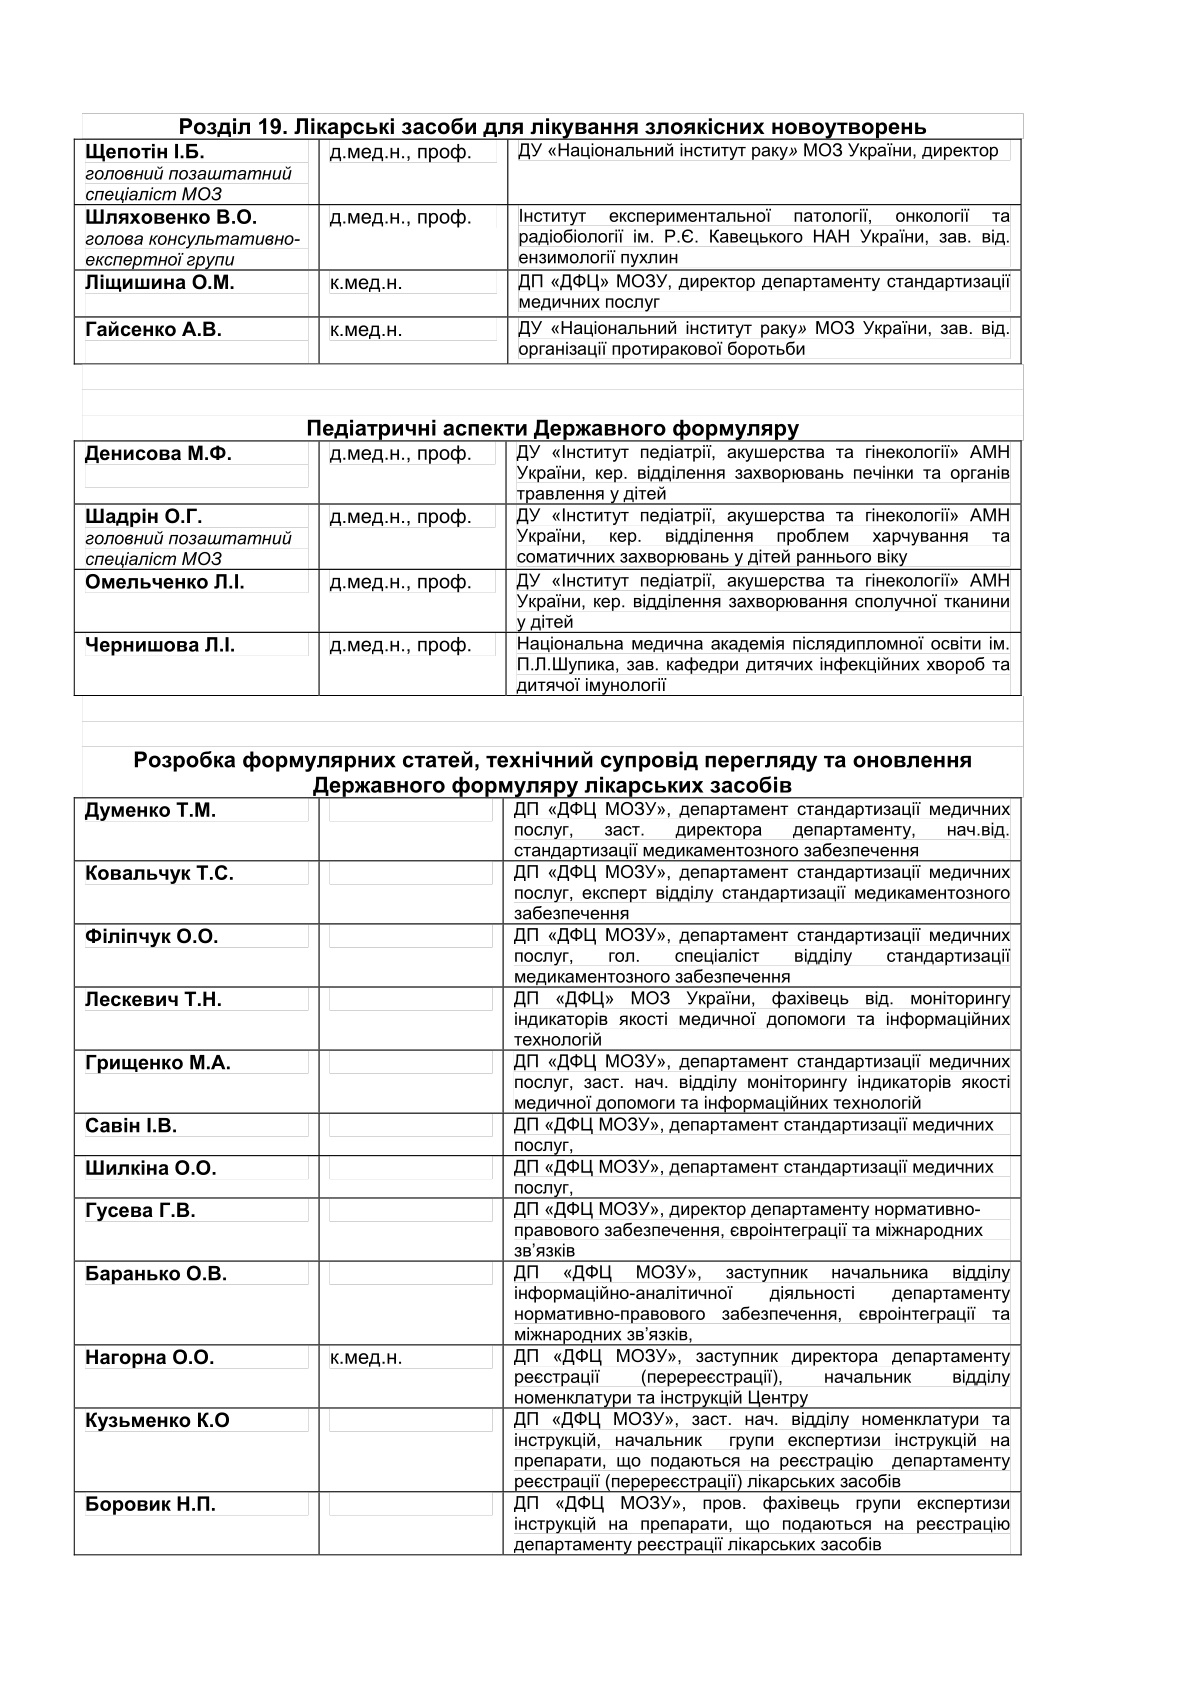 Розділ 19. Лікарські засоби для лікування злоякісних новоутворень
Щепотін І.Б.
головний позаштатний
спеціаліст МОЗ
д.мед.н., проф.
ДУ «Національний інститут раку» МОЗ України, директор
Шляховенко В.О.
голова консультативно-
експертної групи
д.мед.н., проф.
Інститут експериментальної патології, онкології та
радіобіології ім. Р.Є. Кавецького НАН України, зав. від.
ензимології пухлин
Ліщишина О.М.
к.мед.н.
ДП «ДФЦ» МОЗУ, директор департаменту стандартизації
медичних послуг
Гайсенко А.В.
к.мед.н.
ДУ «Національний інститут раку» МОЗ України, зав. від.
організації протиракової боротьби
Педіатричні аспекти Державного формуляру
Денисова М.Ф.
д.мед.н., проф.
ДУ «Інститут педіатрії, акушерства та гінекології» АМН
України, кер. відділення захворювань печінки та органів
травлення у дітей
Шадрін О.Г.
головний позаштатний
спеціаліст МОЗ
д.мед.н., проф.
ДУ «Інститут педіатрії, акушерства та гінекології» АМН
України, кер. відділення проблем харчування та
соматичних захворювань у дітей раннього віку
Омельченко Л.І.
д.мед.н., проф.
ДУ «Інститут педіатрії, акушерства та гінекології» АМН
України, кер. відділення захворювання сполучної тканини
у дітей
Чернишова Л.І.
д.мед.н., проф.
Національна медична академія післядипломної освіти ім.
П.Л.Шупика, зав. кафедри дитячих інфекційних хвороб та
дитячої імунології
Розробка формулярних статей, технічний супровід перегляду та оновлення
Державного формуляру лікарських засобів
Думенко Т.М.
ДП «ДФЦ МОЗУ», департамент стандартизації медичних
послуг, заст. директора департаменту, нач.від.
стандартизації медикаментозного забезпечення
Ковальчук Т.С.
ДП «ДФЦ МОЗУ», департамент стандартизації медичних
послуг, експерт відділу стандартизації медикаментозного
забезпечення
Філіпчук О.О.
ДП «ДФЦ МОЗУ», департамент стандартизації медичних
послуг, гол. спеціаліст відділу стандартизації
медикаментозного забезпечення
Лескевич Т.Н.
ДП «ДФЦ» МОЗ України, фахівець від. моніторингу
індикаторів якості медичної допомоги та інформаційних
технологій
Грищенко М.А.
ДП «ДФЦ МОЗУ», департамент стандартизації медичних
послуг, заст. нач. відділу моніторингу індикаторів якості
медичної допомоги та інформаційних технологій
Савін І.В.
ДП «ДФЦ МОЗУ», департамент стандартизації медичних
послуг,
Шилкіна О.О.
ДП «ДФЦ МОЗУ», департамент стандартизації медичних
послуг,
Гусева Г.В.
ДП «ДФЦ МОЗУ», директор департаменту нормативно-
правового забезпечення, євроінтеграції та міжнародних
зв’язків
Баранько О.В.
ДП «ДФЦ МОЗУ», заступник начальника відділу
інформаційно-аналітичної діяльності департаменту
нормативно-правового забезпечення, євроінтеграції та
міжнародних зв’язків,
Нагорна О.О.
к.мед.н.
ДП «ДФЦ МОЗУ», заступник директора департаменту
реєстрації (перереєстрації), начальник відділу
номенклатури та інструкцій Центру
Кузьменко К.О
ДП «ДФЦ МОЗУ», заст. нач. відділу номенклатури та
інструкцій, начальник групи експертизи інструкцій на
препарати, що подаються на реєстрацію департаменту
реєстрації (перереєстрації) лікарських засобів
Боровик Н.П.
ДП «ДФЦ МОЗУ», пров. фахівець групи експертизи
інструкцій на препарати, що подаються на реєстрацію
департаменту реєстрації лікарських засобів